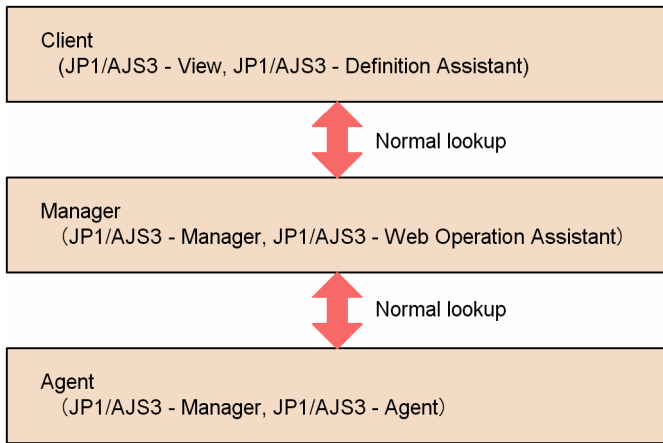 Client
(JP1/AJS3 - View, JP1/AJS3 - Definition Assistant)
Normal lookup
Manager
（JP1/AJS3 - Manager, JP1/AJS3 - Web Operation Assistant）
Normal lookup
Agent
（JP1/AJS3 - Manager, JP1/AJS3 - Agent）